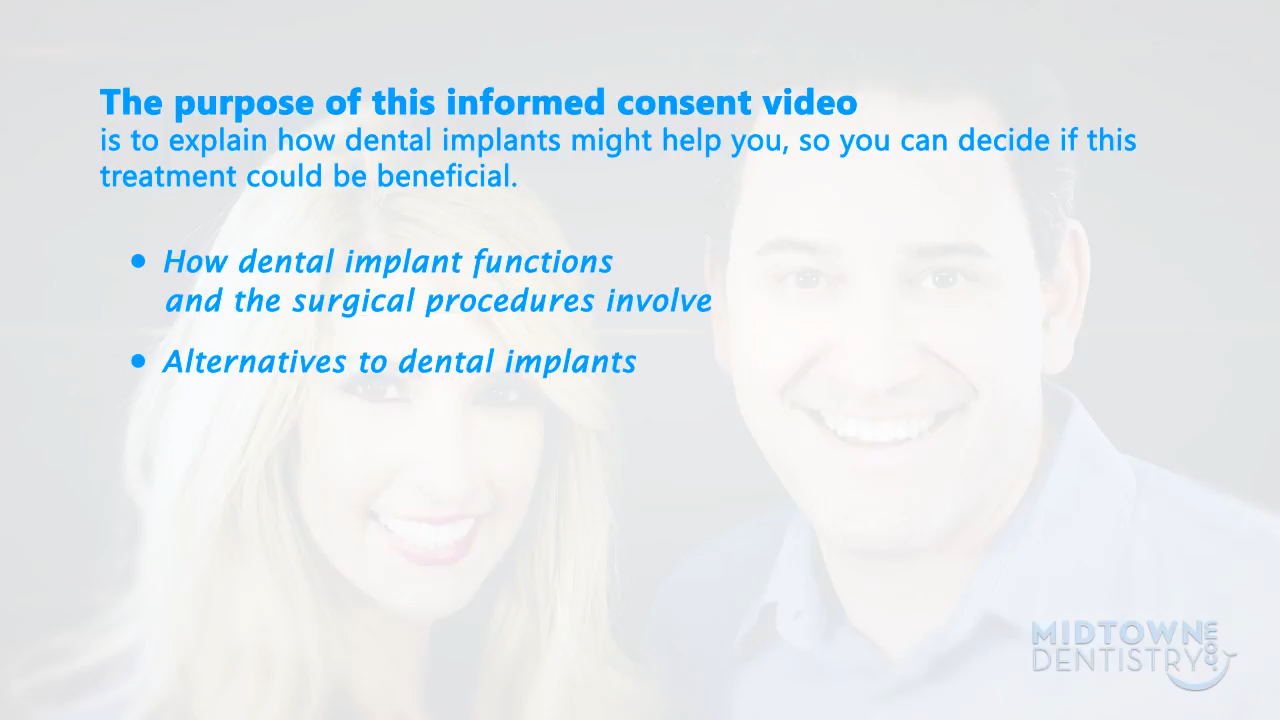 The purpose of this informed consent video
is to explain how dental implants might help you, so you can decide if this
treatment could be beneficial.
• How dental implant functions
and the surgical procedures involve
• Alternatives to dental implants
MIDTOWNE
DENTISTRY.COM